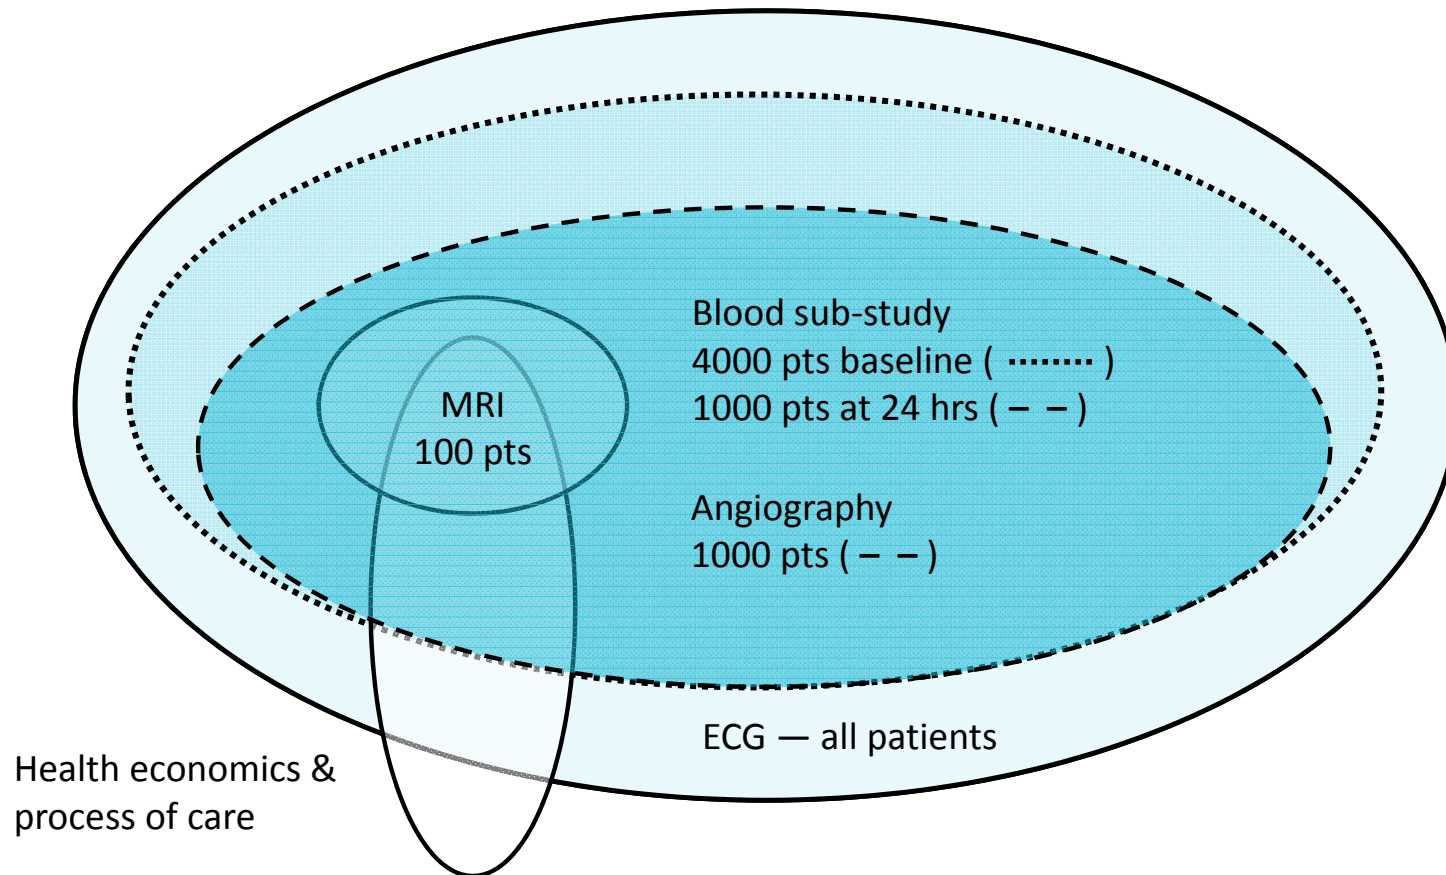 Blood sub-study
4000 pts baseline ( ········· )
1000 pts at 24 hrs ( – – )
MRI
100 pts
Angiography
1000 pts ( – – )
ECG — all patients
Health economics &
process of care